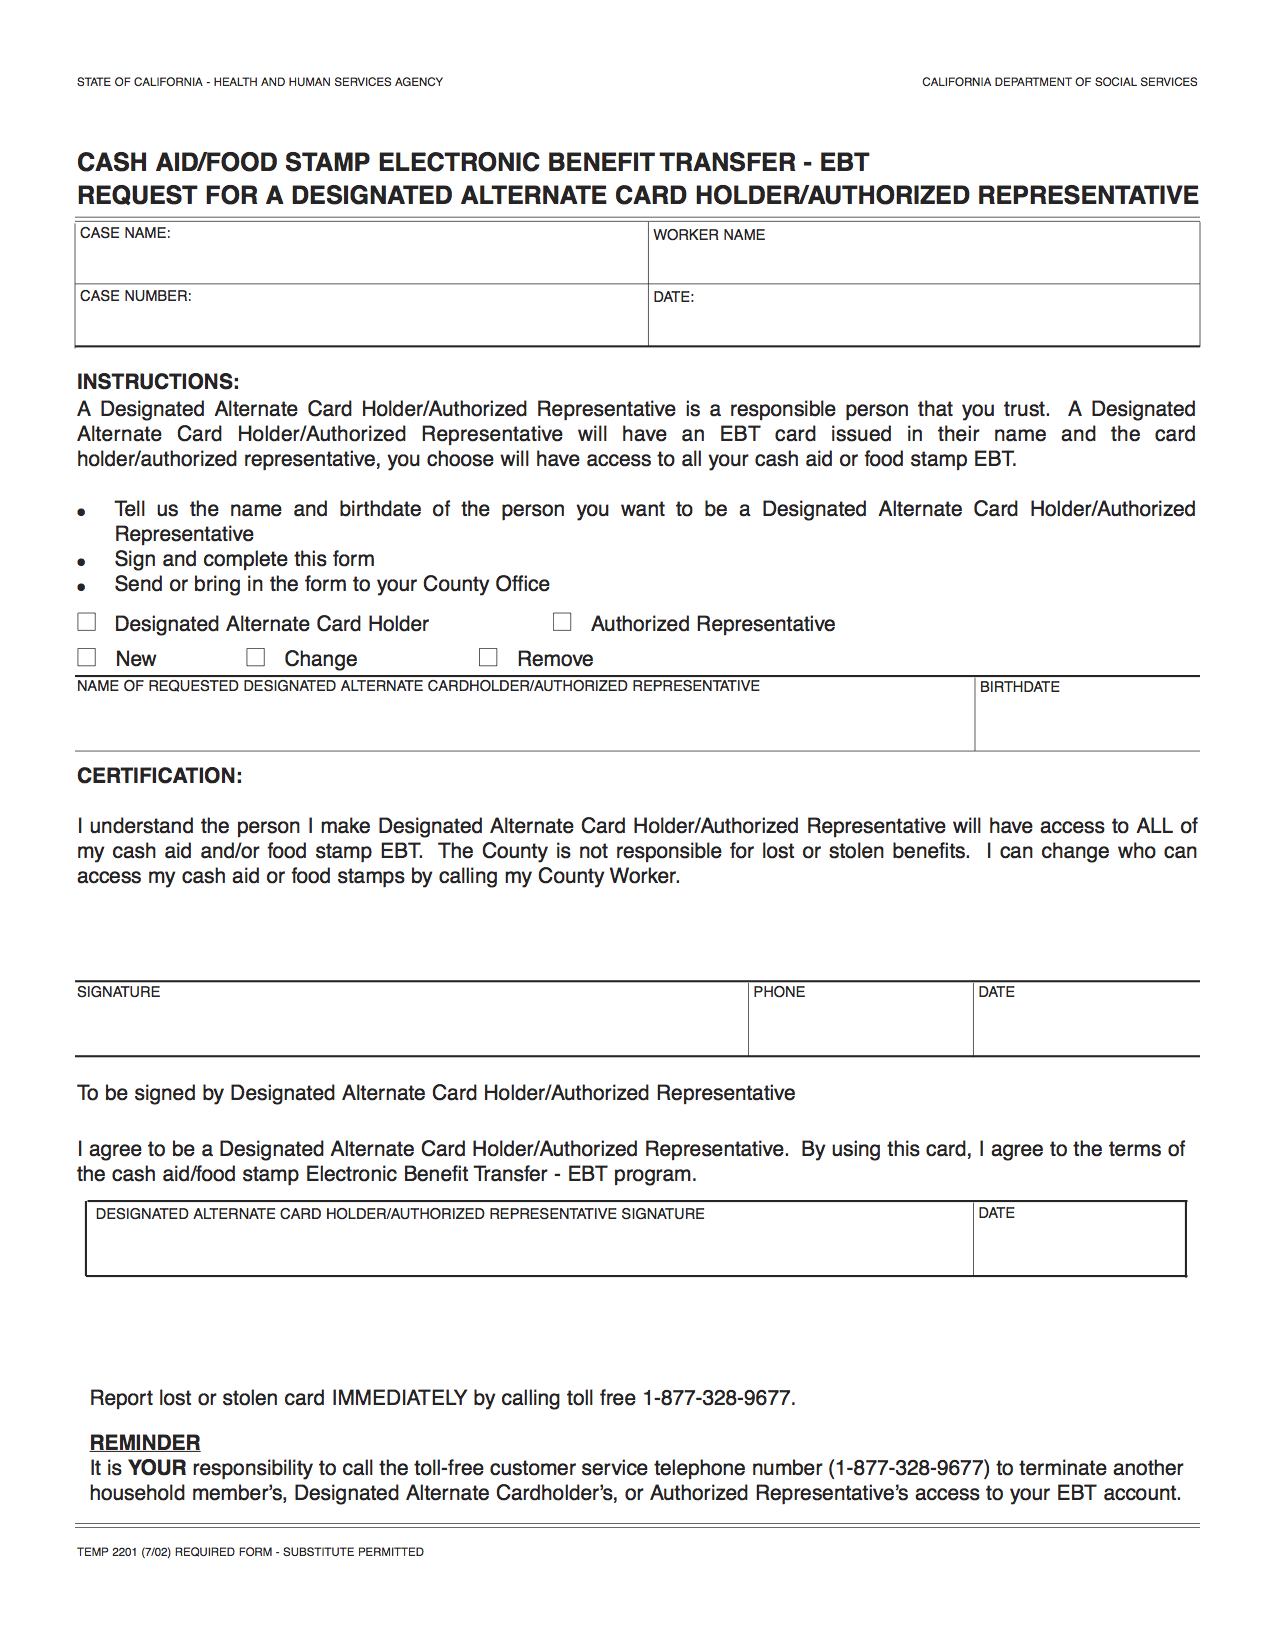 STATE OF CALIFORNIA - HEALTH AND HUMAN SERVICES AGENCY
CALIFORNIA DEPARTMENT OF SOCIAL SERVICES
CASH AID/FOOD STAMP ELECTRONIC BENEFIT TRANSFER - EBT
REQUEST FOR A DESIGNATED ALTERNATE CARD HOLDER/AUTHORIZED REPRESENTATIVE
CASE NAME:
WORKER NAME
CASE NUMBER:
DATE:
INSTRUCTIONS:
A Designated Alternate Card Holder/Authorized Representative is a responsible person that you trust. A Designated
Alternate Card Holder/Authorized Representative will have an EBT card issued in their name and the card
holder/authorized representative, you choose will have access to all your cash aid or food stamp EBT.
• Tell us the name and birthdate of the person you want to be a Designated Alternate Card Holder/Authorized
Representative
• Sign and complete this form
• Send or bring in the form to your County Office
Designated Alternate Card Holder
Authorized Representative
New
Change
Remove
NAME OF REQUESTED DESIGNATED ALTERNATE CARDHOLDER/AUTHORIZED REPRESENTATIVE
BIRTHDATE
CERTIFICATION:
I understand the person I make Designated Alternate Card Holder/Authorized Representative will have access to ALL of
my cash aid and/or food stamp EBT. The County is not responsible for lost or stolen benefits. I can change who can
access my cash aid or food stamps by calling my County Worker.
SIGNATURE
PHONE
DATE
To be signed by Designated Alternate Card Holder/Authorized Representative
I agree to be a Designated Alternate Card Holder/Authorized Representative. By using this card, I agree to the terms of
the cash aid/food stamp Electronic Benefit Transfer - EBT program.
DESIGNATED ALTERNATE CARD HOLDER/AUTHORIZED REPRESENTATIVE SIGNATURE
DATE
Report lost or stolen card IMMEDIATELY by calling toll free 1-877-328-9677.
REMINDER
It is YOUR responsibility to call the toll-free customer service telephone number (1-877-328-9677) to terminate another
household member's, Designated Alternate Cardholder's, or Authorized Representative's access to your EBT account.
TEMP 2201 (7/02) REQUIRED FORM - SUBSTITUTE PERMITTED